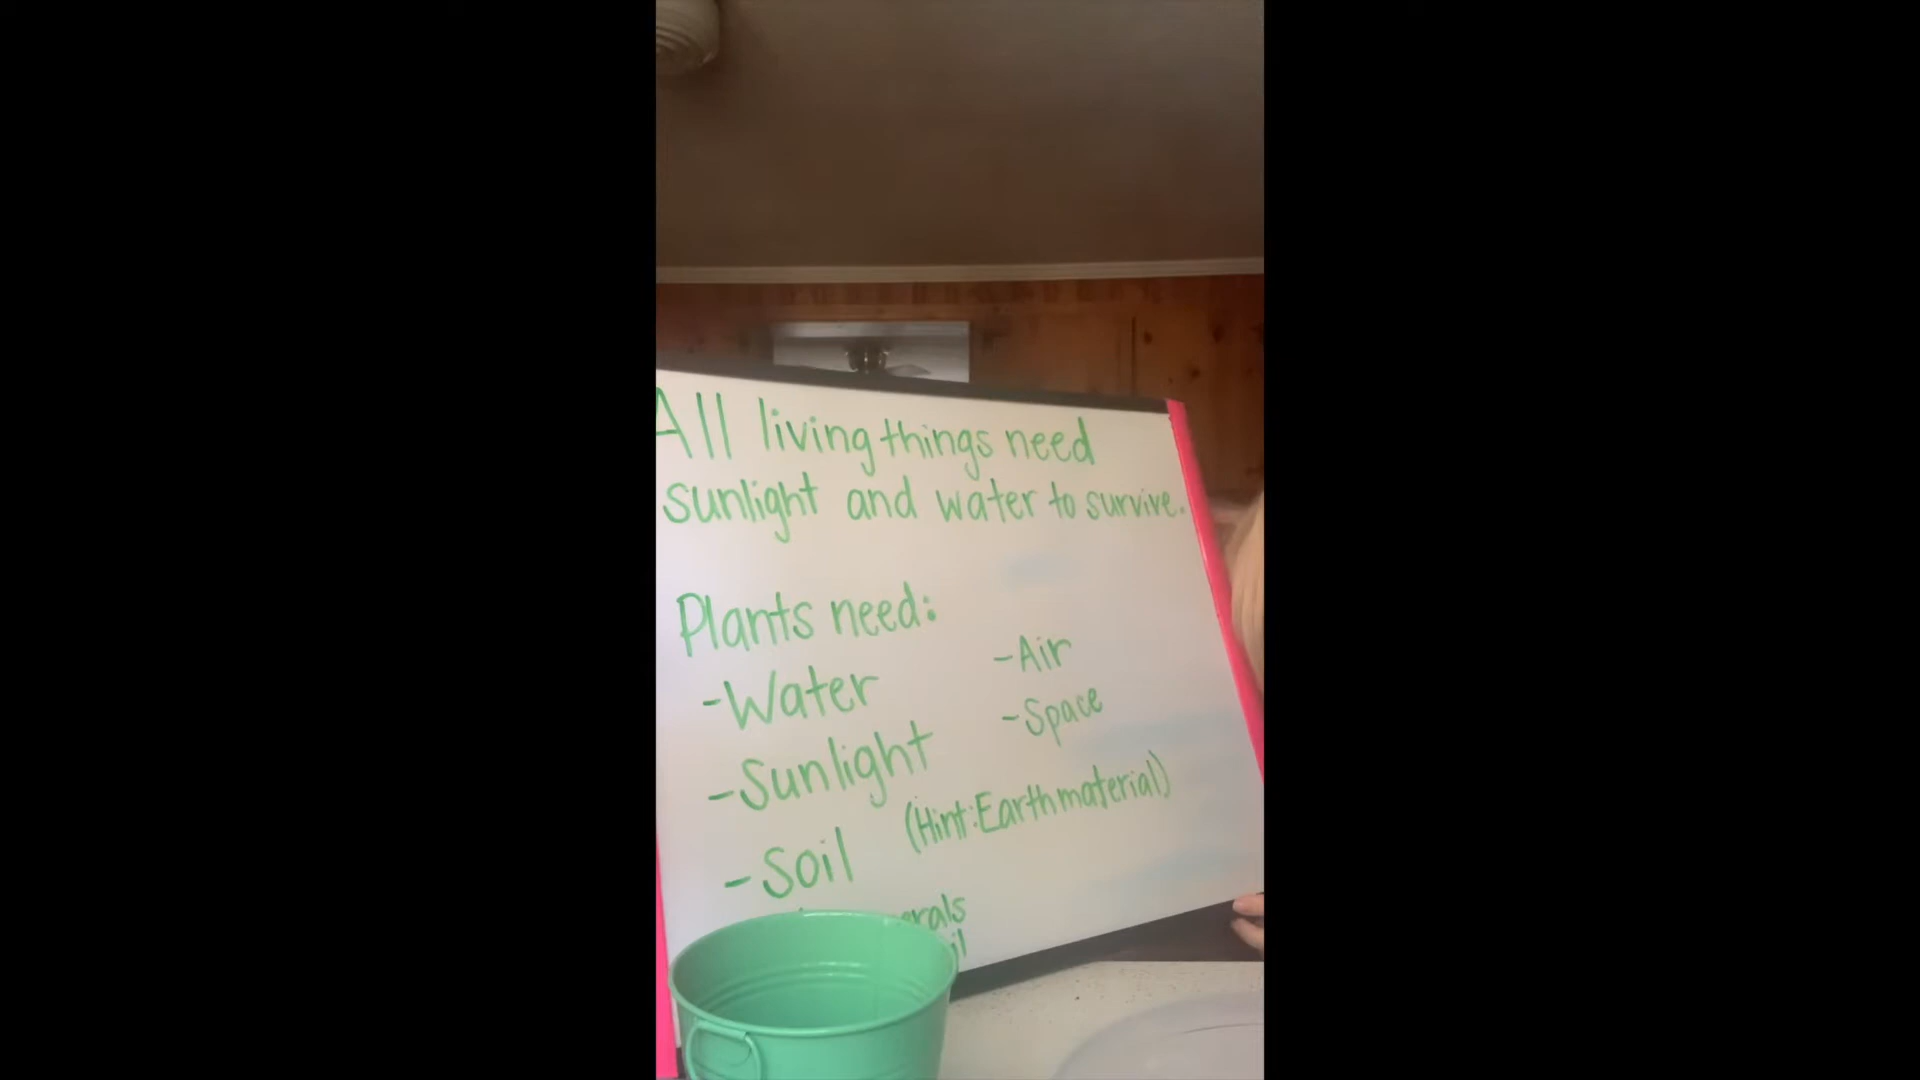 All living things need
sunlight and water to survive.
Plants need:
-Water
-Sunlight
-Soil
-Air
-Space
(Hint: Earth material)